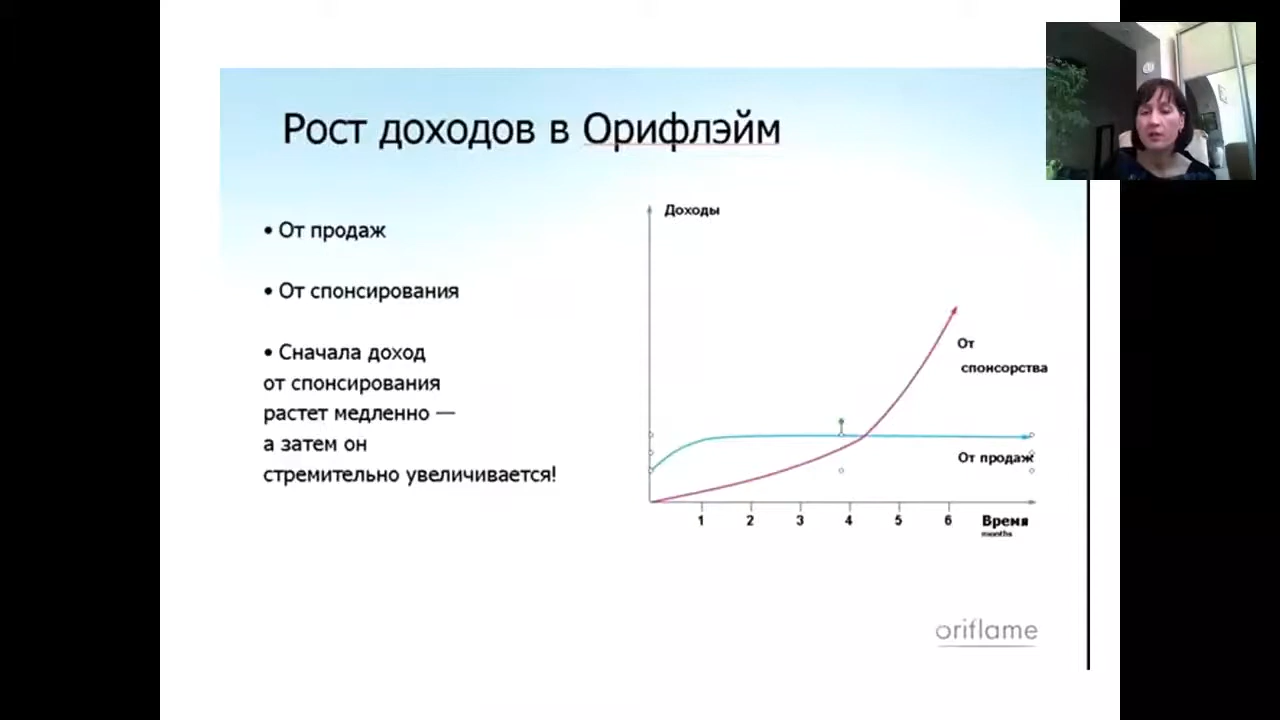 Рост доходов в Орифлэйм
• От продаж
• От спонсирования
• Сначала доход
от спонсирования
растет медленно —
а затем он
стремительно увеличивается!
Доходы
От
спонсорства
От продаж
1 2 3 4 5 6 Время
months
oriflame